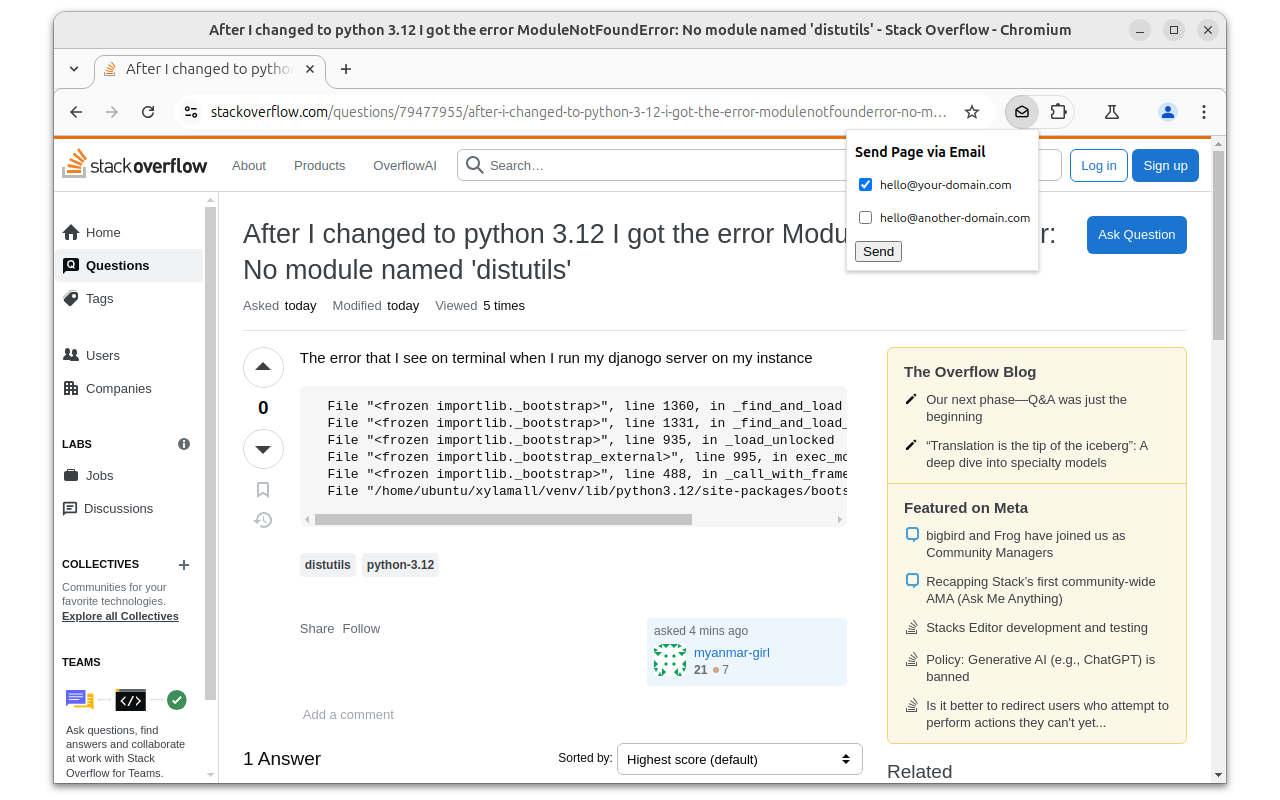 After I changed to python 3.12 I got the error ModuleNotFoundError: No module named 'distutils' - Stack Overflow - Chromium
After I changed to pytho
stackoverflow.com/questions/79477955/after-i-changed-to-python-3-12-i-got-the-error-modulenotfounderror-no-m…
Send Page via Email
hello@your-domain.com
hello@another-domain.com
Send
stackoverflow
About
Products
OverflowAI
Search…
Log in
Sign up
Home
Questions
Tags
Users
Companies
LABS
Jobs
Discussions
COLLECTIVES
Communities for your
favorite technologies.
Explore all Collectives
TEAMS
Ask questions, find
answers and collaborate
at work with Stack
Overflow for Teams.
After I changed to python 3.12 I got the error Modu r:
No module named 'distutils'
Ask Question
Asked today Modified today Viewed 5 times
0
The error that I see on terminal when I run my djanogo server on my instance
File "<frozen importlib._bootstrap>", line 1360, in _find_and_load
File "<frozen importlib._bootstrap>", line 1331, in _find_and_load_
File "<frozen importlib._bootstrap>", line 935, in _load_unlocked
File "<frozen importlib._bootstrap_external>", line 995, in exec_mo
File "<frozen importlib._bootstrap>", line 488, in _call_with_frame
File "/home/ubuntu/xylamall/venv/lib/python3.12/site-packages/boots
distutils python-3.12
Share Follow
asked 4 mins ago
myanmar-girl
21 7
Add a comment
1 Answer
Sorted by:
Highest score (default)
The Overflow Blog
Our next phase—Q&A was just the
beginning
“Translation is the tip of the iceberg”: A
deep dive into specialty models
Featured on Meta
bigbird and Frog have joined us as
Community Managers
Recapping Stack’s first community-wide
AMA (Ask Me Anything)
Stacks Editor development and testing
Policy: Generative AI (e.g., ChatGPT) is
banned
Is it better to redirect users who attempt to
perform actions they can't yet...
Related